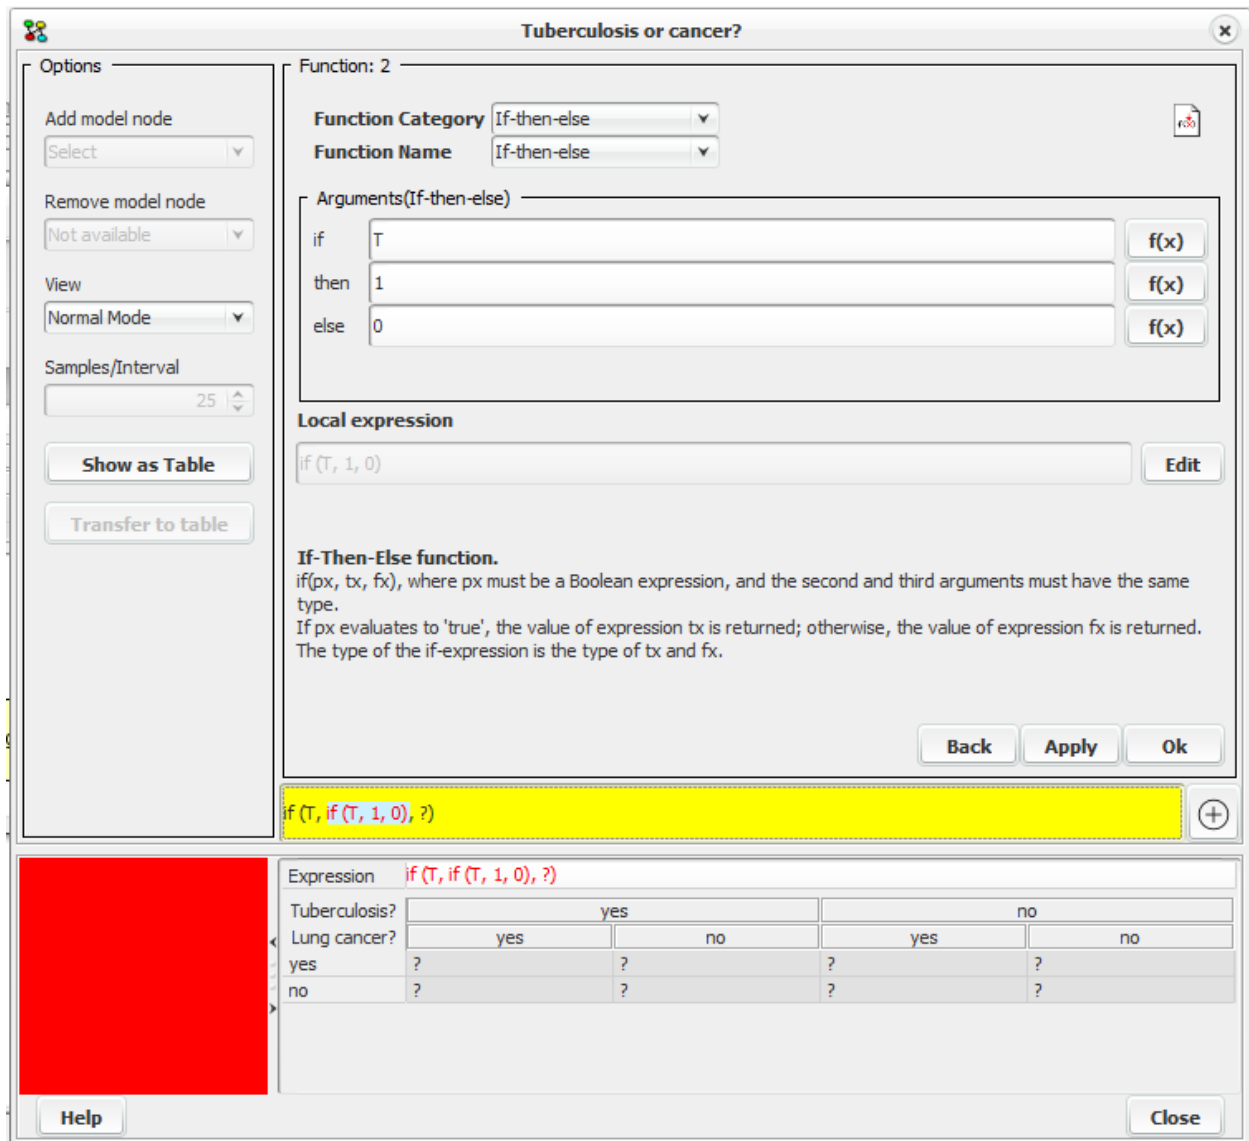 Tuberculosis or cancer?
Options
Add model node
Select
Remove model node
Not available
View
Normal Mode
Samples/Interval
25
Show as Table
Transfer to table
Function: 2
Function Category If-then-else
Function Name If-then-else
Arguments(If-then-else)
if T f(x)
then 1 f(x)
else 0 f(x)
Local expression
if (T, 1, 0) Edit
If-Then-Else function.
if(px, tx, fx), where px must be a Boolean expression, and the second and third arguments must have the same
type.
If px evaluates to 'true', the value of expression tx is returned; otherwise, the value of expression fx is returned.
The type of the if-expression is the type of tx and fx.
Back Apply Ok
if (T, if (T, 1, 0), ?)
Expression if (T, if (T, 1, 0), ?)
Tuberculosis? yes no
Lung cancer? yes no yes no
yes ? ? ? ?
no ? ? ? ?
Help Close